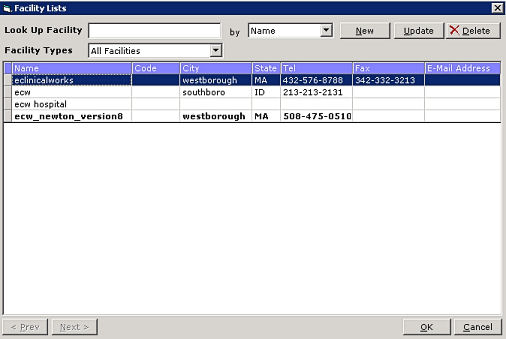 Facility Lists
Look Up Facility by Name New Update Delete
Facility Types All Facilities
Name Code City State Tel Fax E-Mail Address
eclinicalworks westborough MA 432-576-8788 342-332-3213
ecw southboro ID 213-213-2131
ecw hospital
ecw_newton_version8 westborough MA 508-475-0510
< Prev Next > OK Cancel